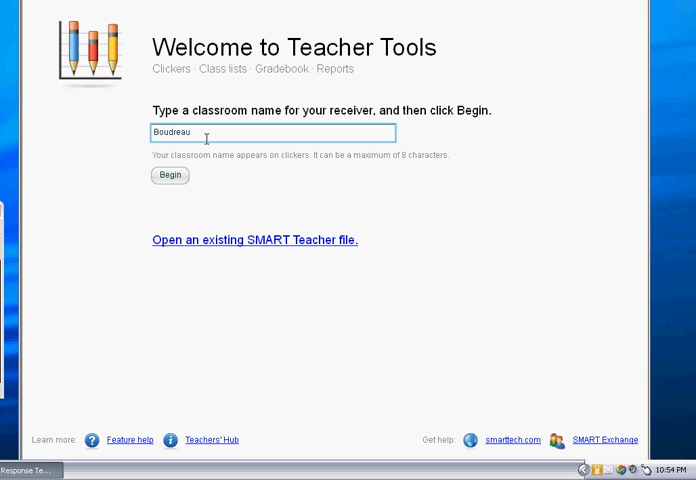 Welcome to Teacher Tools
Clickers · Class lists · Gradebook · Reports
Type a classroom name for your receiver, and then click Begin.
Boudreau
Your classroom name appears on clickers. It can be a maximum of 8 characters.
Begin
Open an existing SMART Teacher file.
Learn more: Feature help Teachers' Hub Get help: smarttech.com SMART Exchange
Response Te... 10:54 PM